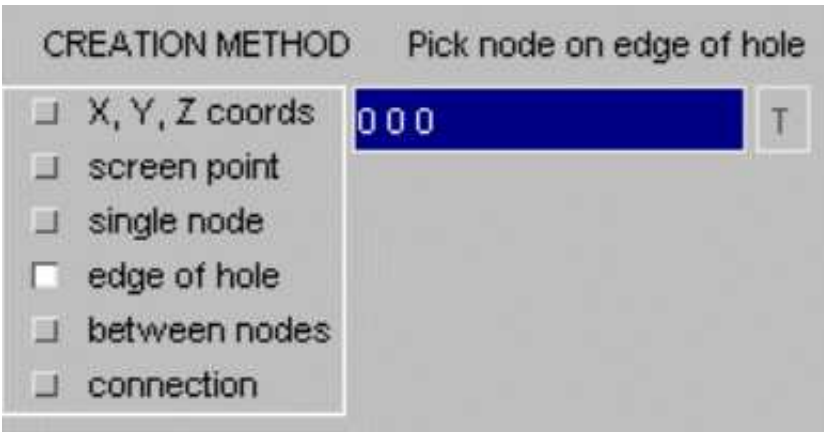 CREATION METHOD Pick node on edge of hole
X, Y, Z coords 0 0 0 T
screen point
single node
edge of hole
between nodes
connection